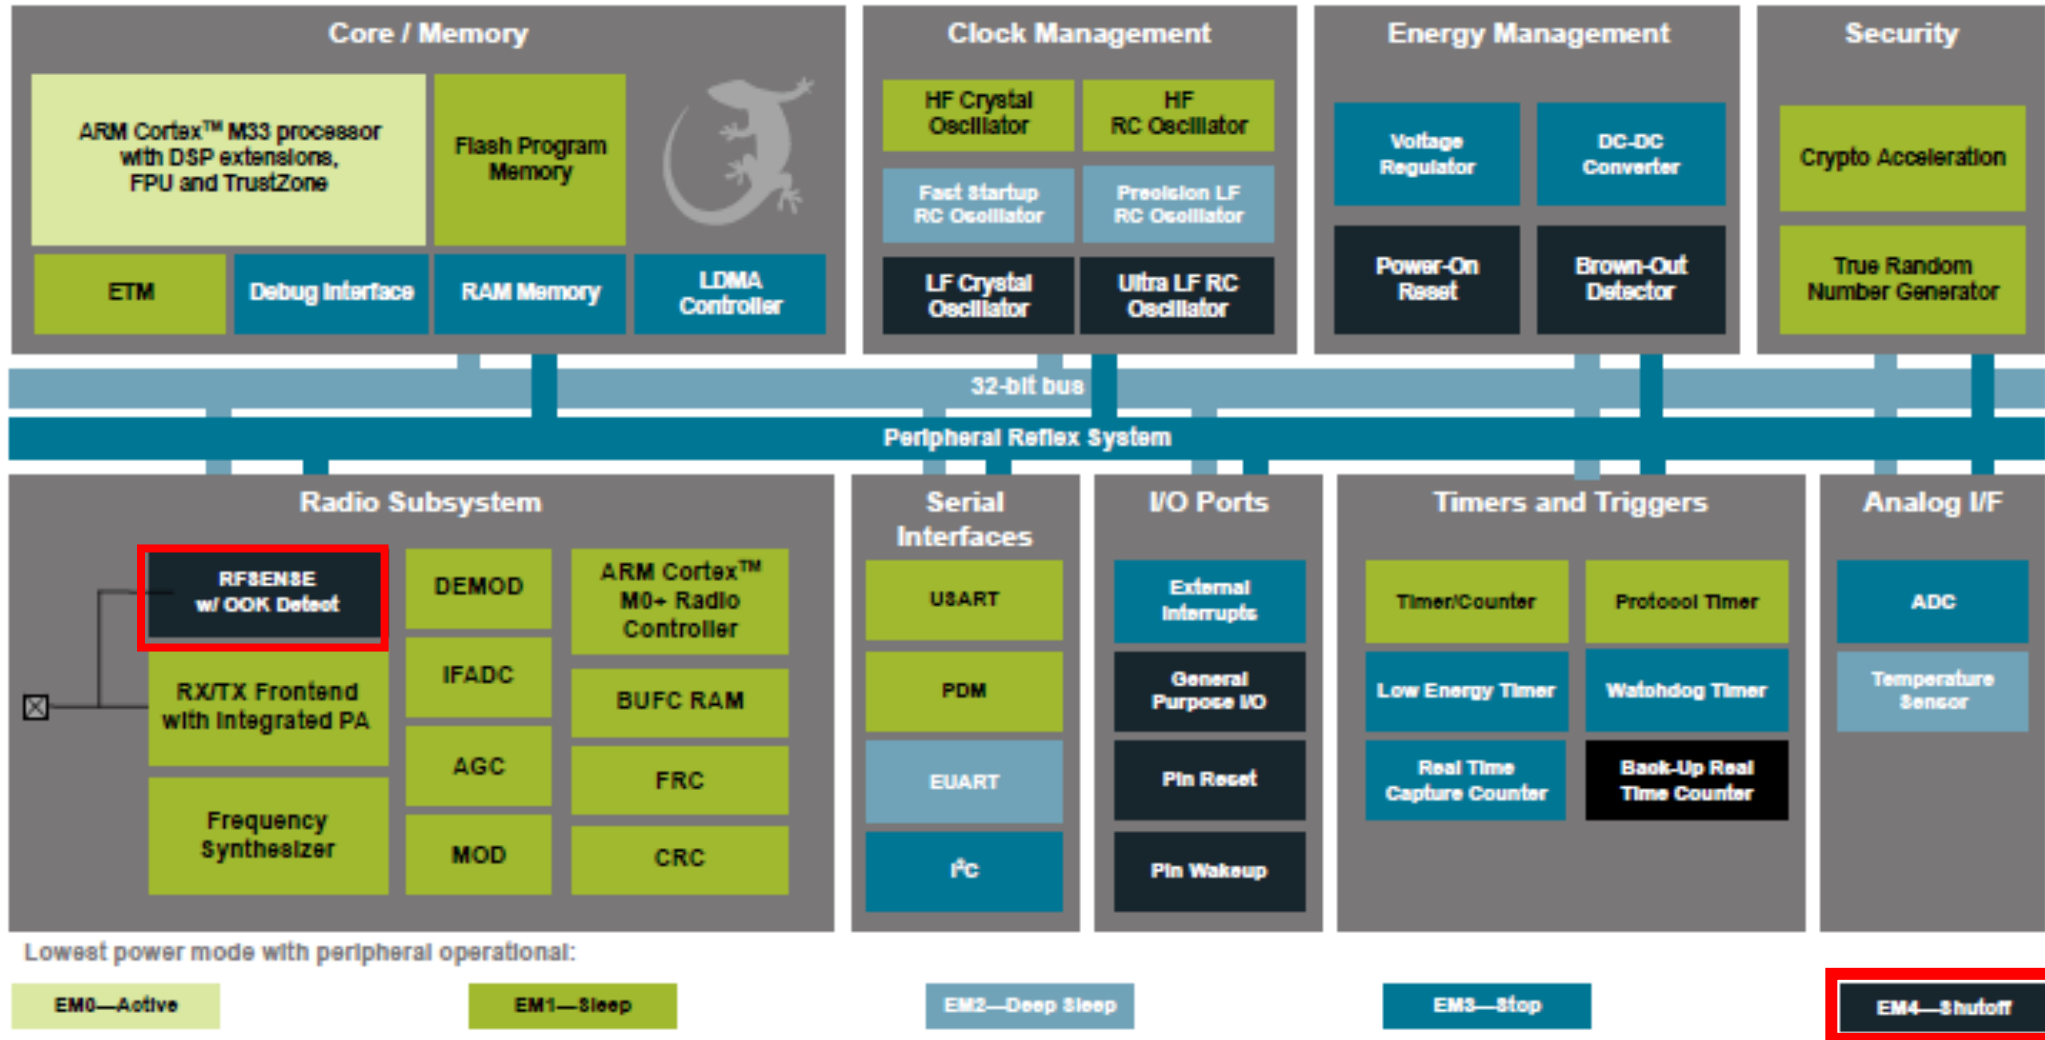 Core / Memory
ARM Cortex™ M33 processor
with DSP extensions,
FPU and TrustZone
Flash Program
Memory
ETM
Debug Interface
RAM Memory
LDMA
Controller
Clock Management
HF Crystal
Oscillator
HF
RC Oscillator
Fast Startup
RC Oscillator
Precision LF
RC Oscillator
LF Crystal
Oscillator
Ultra LF RC
Oscillator
Energy Management
Voltage
Regulator
DC-DC
Converter
Power-On
Reset
Brown-Out
Detector
Security
Crypto Acceleration
True Random
Number Generator
32-bit bus
Peripheral Reflex System
Radio Subsystem
RFSENSE
w/ OOK Detect
RX/TX Frontend
with Integrated PA
Frequency
Synthesizer
DEMOD
IFADC
AGC
MOD
ARM Cortex™
M0+ Radio
Controller
BUFC RAM
FRC
CRC
Serial
Interfaces
USART
PDM
EUART
I²C
I/O Ports
External
Interrupts
General
Purpose I/O
Pin Reset
Pin Wakeup
Timers and Triggers
Timer/Counter
Protocol Timer
Low Energy Timer
Watchdog Timer
Real Time
Capture Counter
Back-Up Real
Time Counter
Analog I/F
ADC
Temperature
Sensor
Lowest power mode with peripheral operational:
EM0—Active
EM1—Sleep
EM2—Deep Sleep
EM3—Stop
EM4—Shutoff